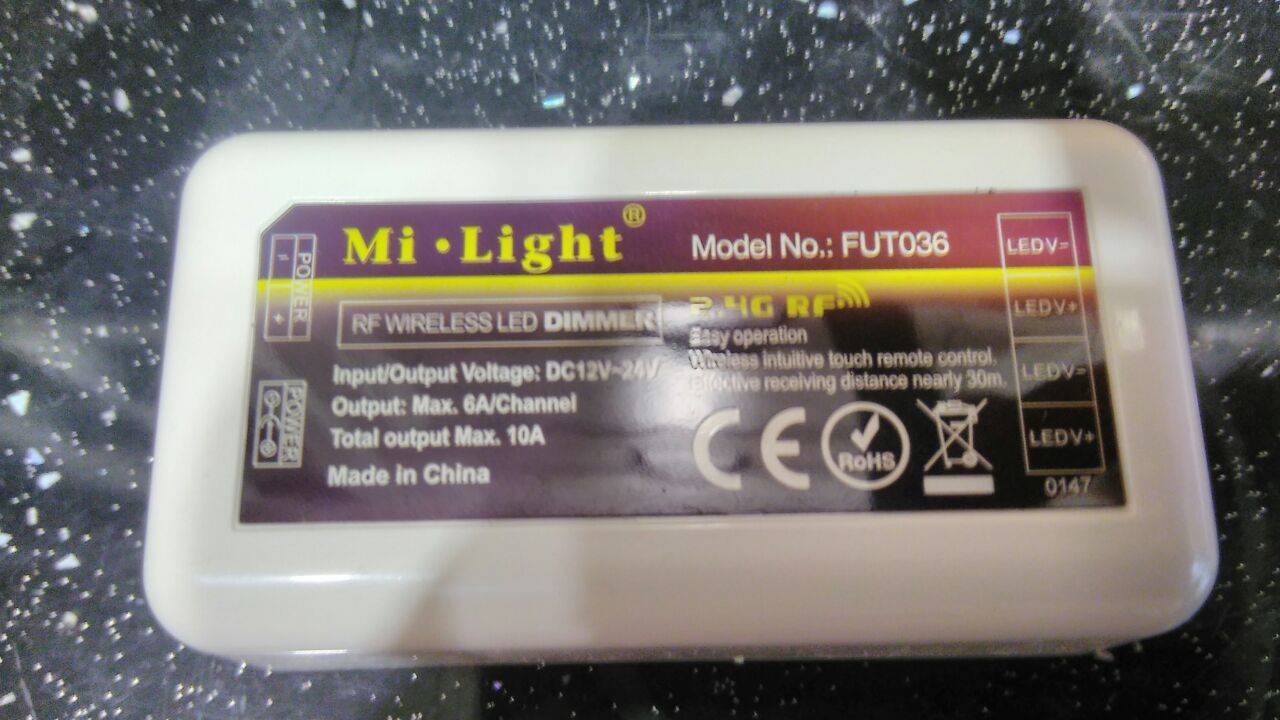 Mi·Light®
Model No.: FUT036
POWER
- +
POWER
RF WIRELESS LED DIMMER
Input/Output Voltage: DC12V~24V
Output: Max. 6A/Channel
Total output Max. 10A
Made in China
2.4G RF
Easy operation
Wireless intuitive touch remote control.
Effective receiving distance nearly 30m.
CE
RoHS
LEDV-
LEDV+
LEDV-
LEDV+
0147